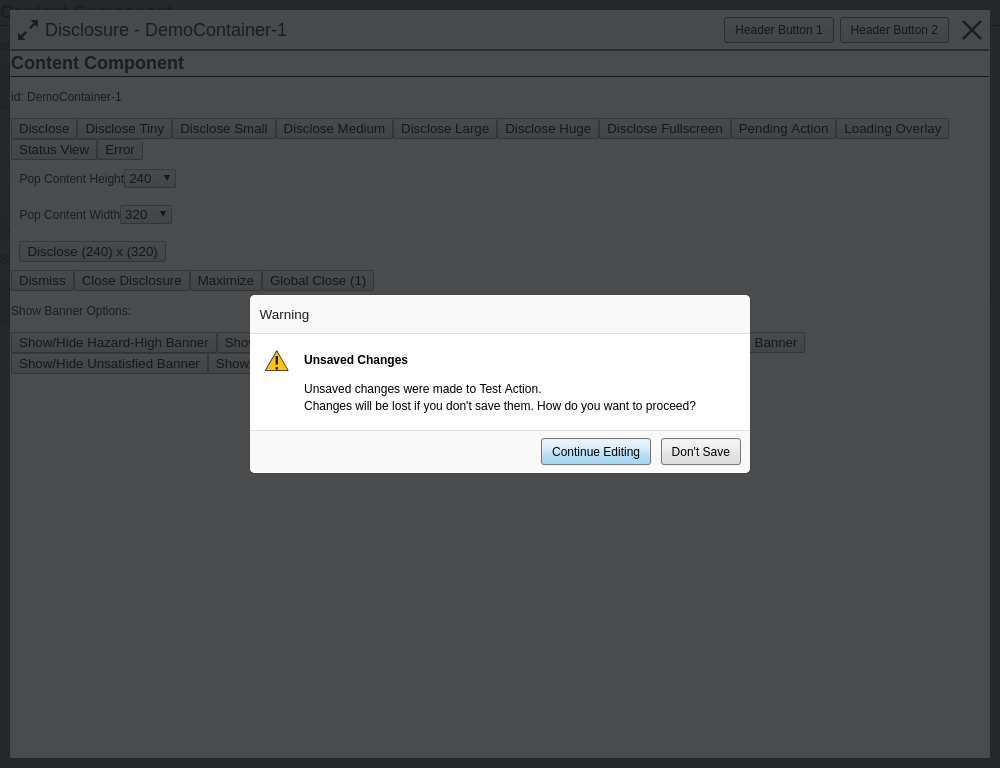 Disclosure - DemoContainer-1 Header Button 1 Header Button 2
Content Component
id: DemoContainer-1
Disclose Disclose Tiny Disclose Small Disclose Medium Disclose Large Disclose Huge Disclose Fullscreen Pending Action Loading Overlay
Status View Error
Pop Content Height 240
Pop Content Width 320
Disclose (240) x (320)
Dismiss Close Disclosure Maximize Global Close (1)
Show Banner Options:
Show/Hide Hazard-High Banner Banner
Show/Hide Unsatisfied Banner
Warning
Unsaved Changes
Unsaved changes were made to Test Action.
Changes will be lost if you don't save them. How do you want to proceed?
Continue Editing Don't Save